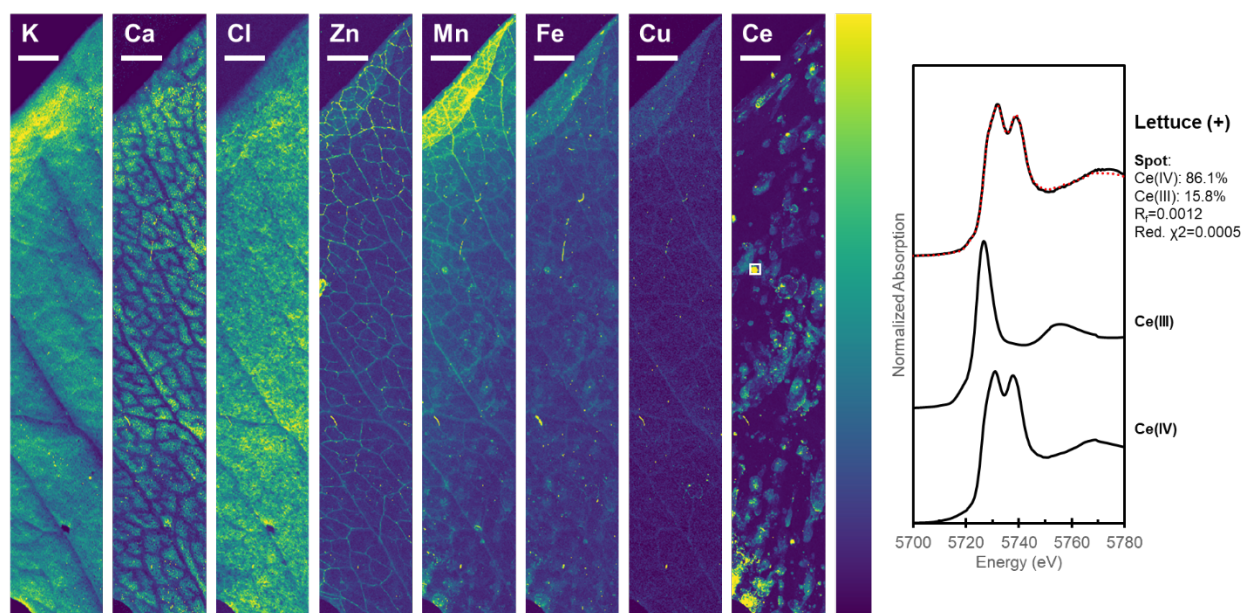 K
Ca
Cl
Zn
Mn
Fe
Cu
Ce
Normalized Absorption
Lettuce (+)
Spot:
Ce(IV): 86.1%
Ce(III): 15.8%
Rf=0.0012
Red. χ2=0.0005
Ce(III)
Ce(IV)
5700 5720 5740 5760 5780
Energy (eV)